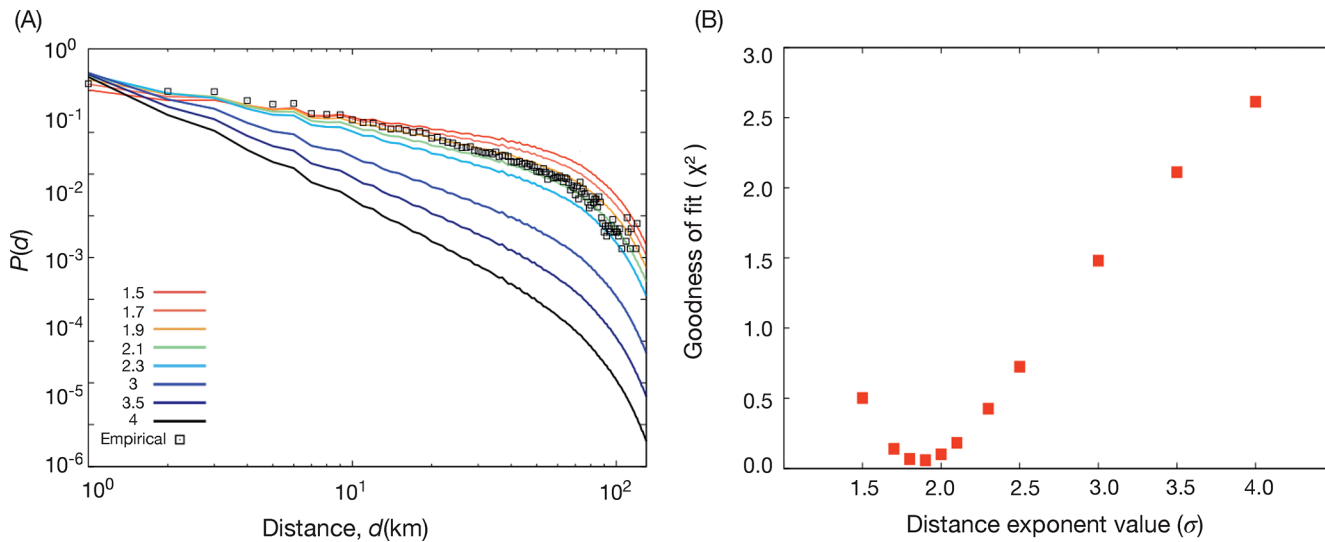 (A)
10⁰
10⁻¹
10⁻²
10⁻³
10⁻⁴
10⁻⁵
10⁻⁶
P(d)
1.5
1.7
1.9
2.1
2.3
3
3.5
4
Empirical
10⁰ 10¹ 10²
Distance, d(km)
(B)
3.0
2.5
2.0
1.5
1.0
0.5
0.0
Goodness of fit ( χ²)
1.5 2.0 2.5 3.0 3.5 4.0
Distance exponent value (σ)